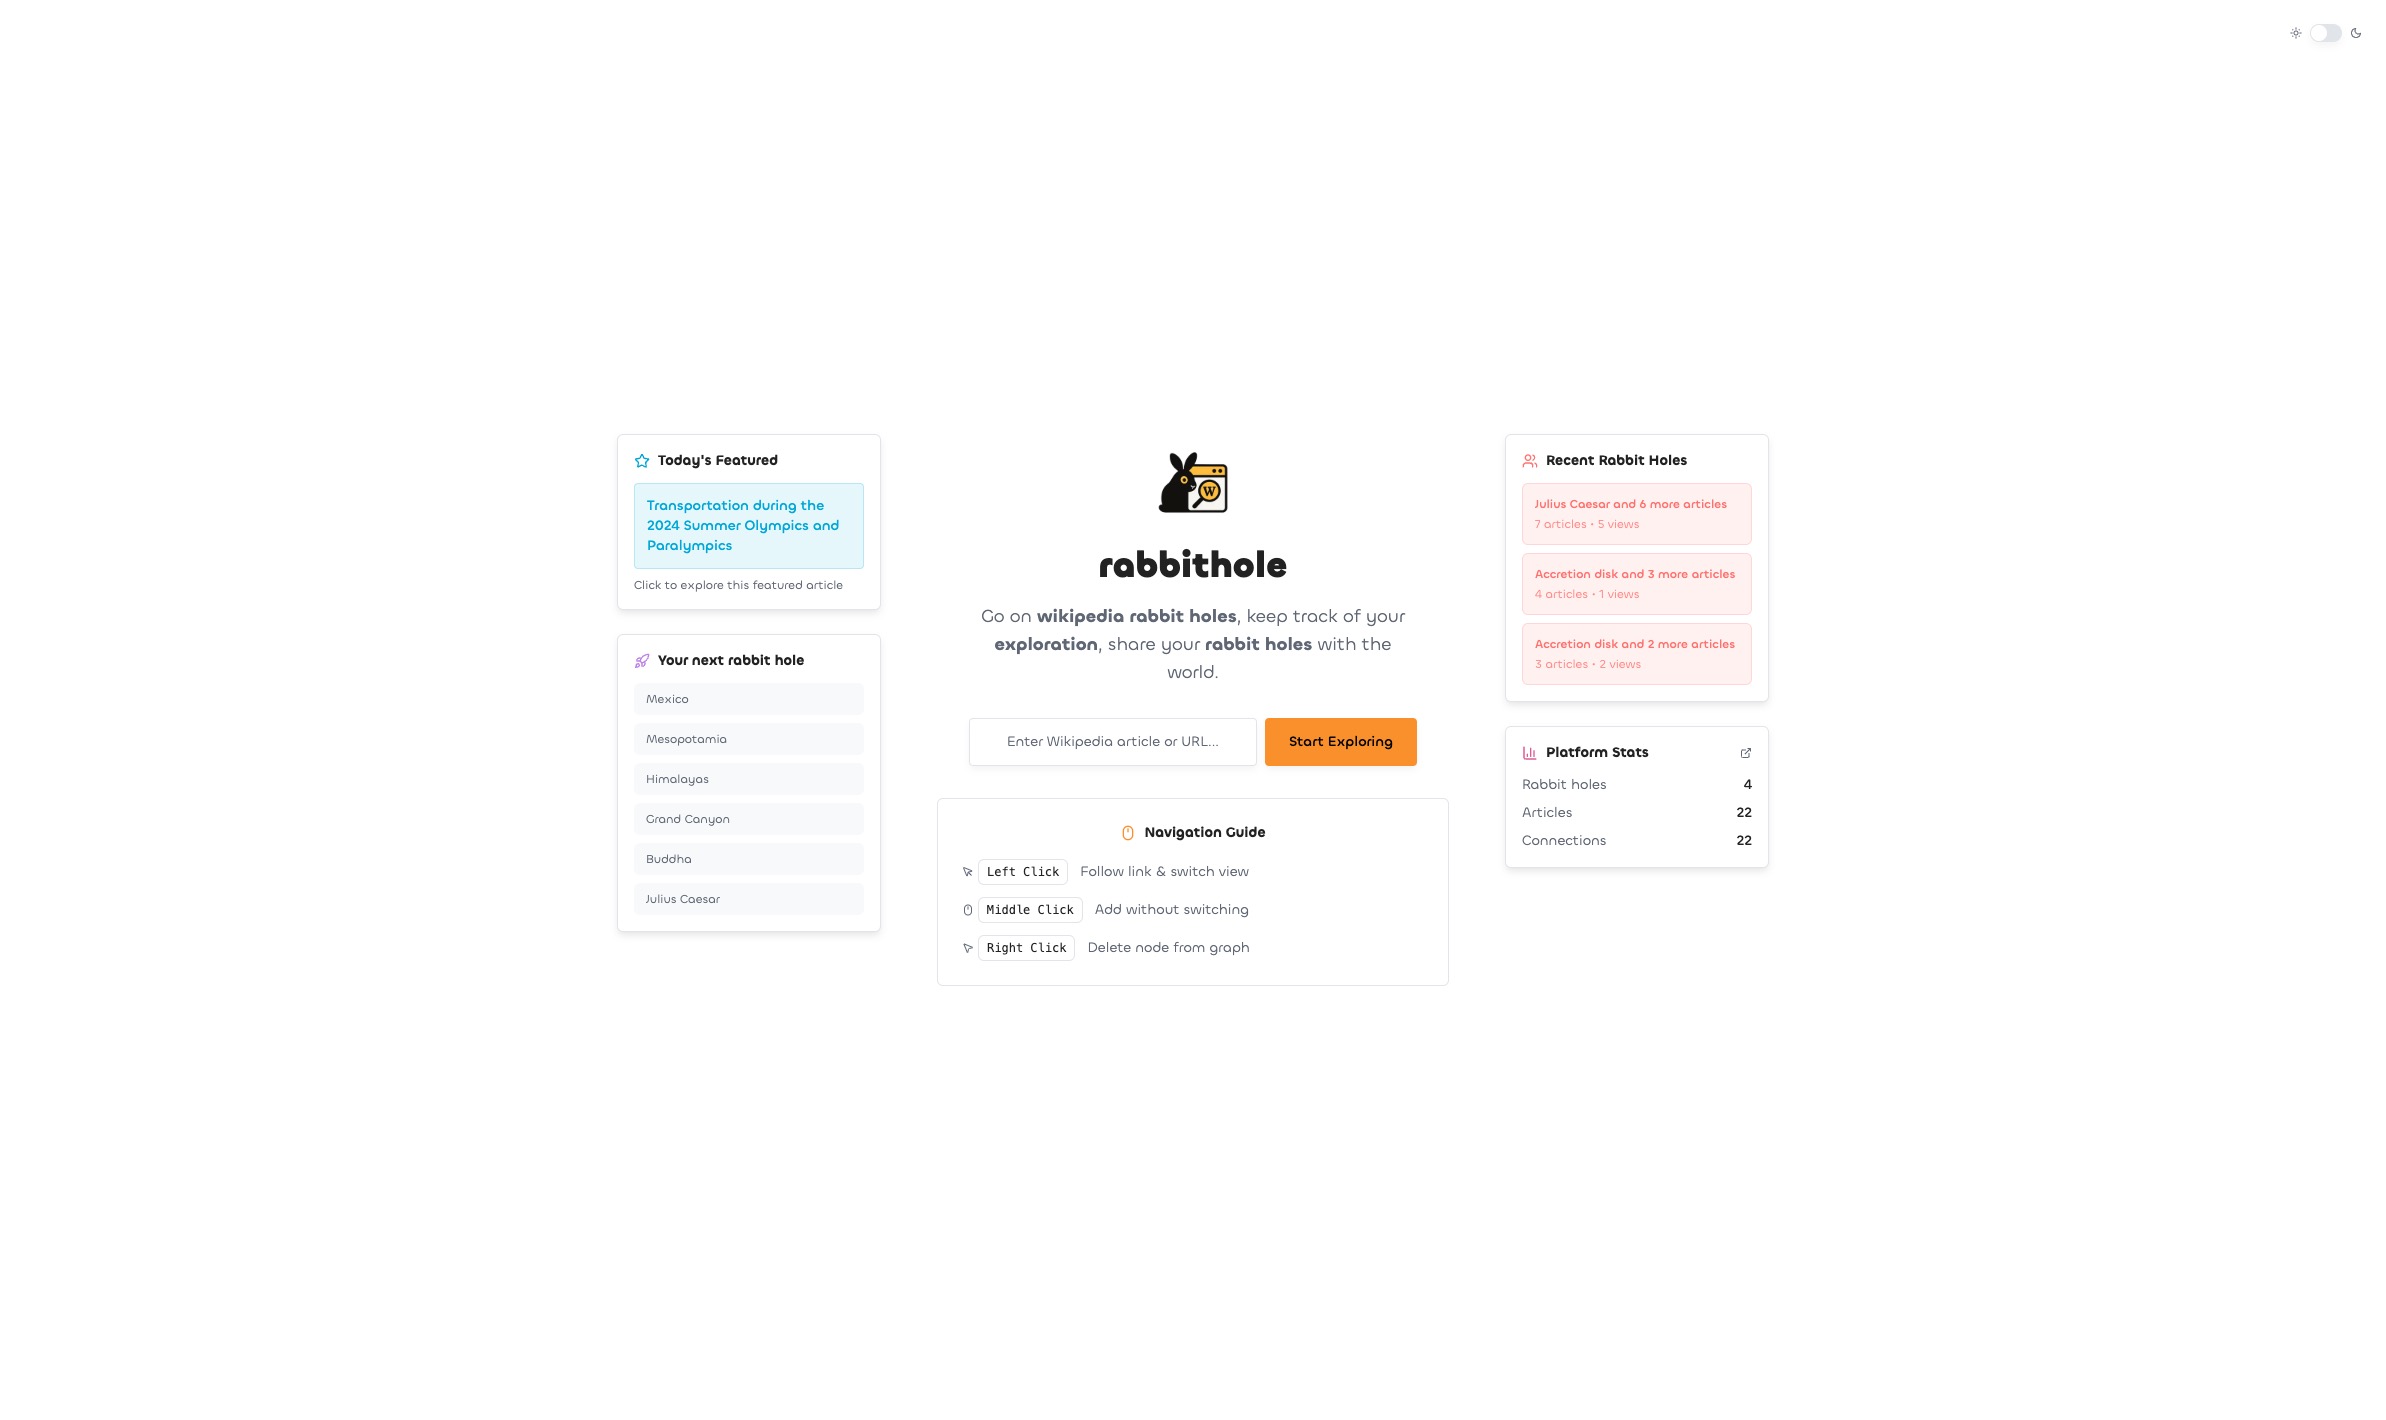 Today's Featured
Transportation during the
2024 Summer Olympics and
Paralympics
Click to explore this featured article
Your next rabbit hole
Mexico
Mesopotamia
Himalayas
Grand Canyon
Buddha
Julius Caesar
W
rabbithole
Go on wikipedia rabbit holes, keep track of your
exploration, share your rabbit holes with the
world.
Enter Wikipedia article or URL...
Start Exploring
Navigation Guide
Left Click Follow link & switch view
Middle Click Add without switching
Right Click Delete node from graph
Recent Rabbit Holes
Julius Caesar and 6 more articles
7 articles • 5 views
Accretion disk and 3 more articles
4 articles • 1 views
Accretion disk and 2 more articles
3 articles • 2 views
Platform Stats
Rabbit holes 4
Articles 22
Connections 22